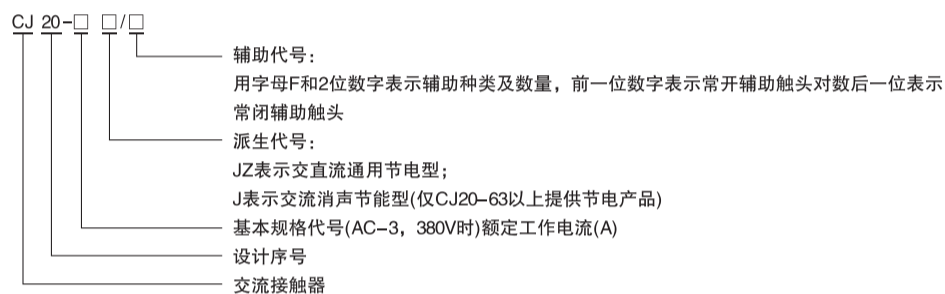 CJ 20-□ □/□
辅助代号：
用字母F和2位数字表示辅助种类及数量，前一位数字表示常开辅助触头对数后一位表示
常闭辅助触头
派生代号：
JZ表示交直流通用节电型；
J表示交流消声节能型(仅CJ20-63以上提供节电产品)
基本规格代号(AC-3，380V时)额定工作电流(A)
设计序号
交流接触器